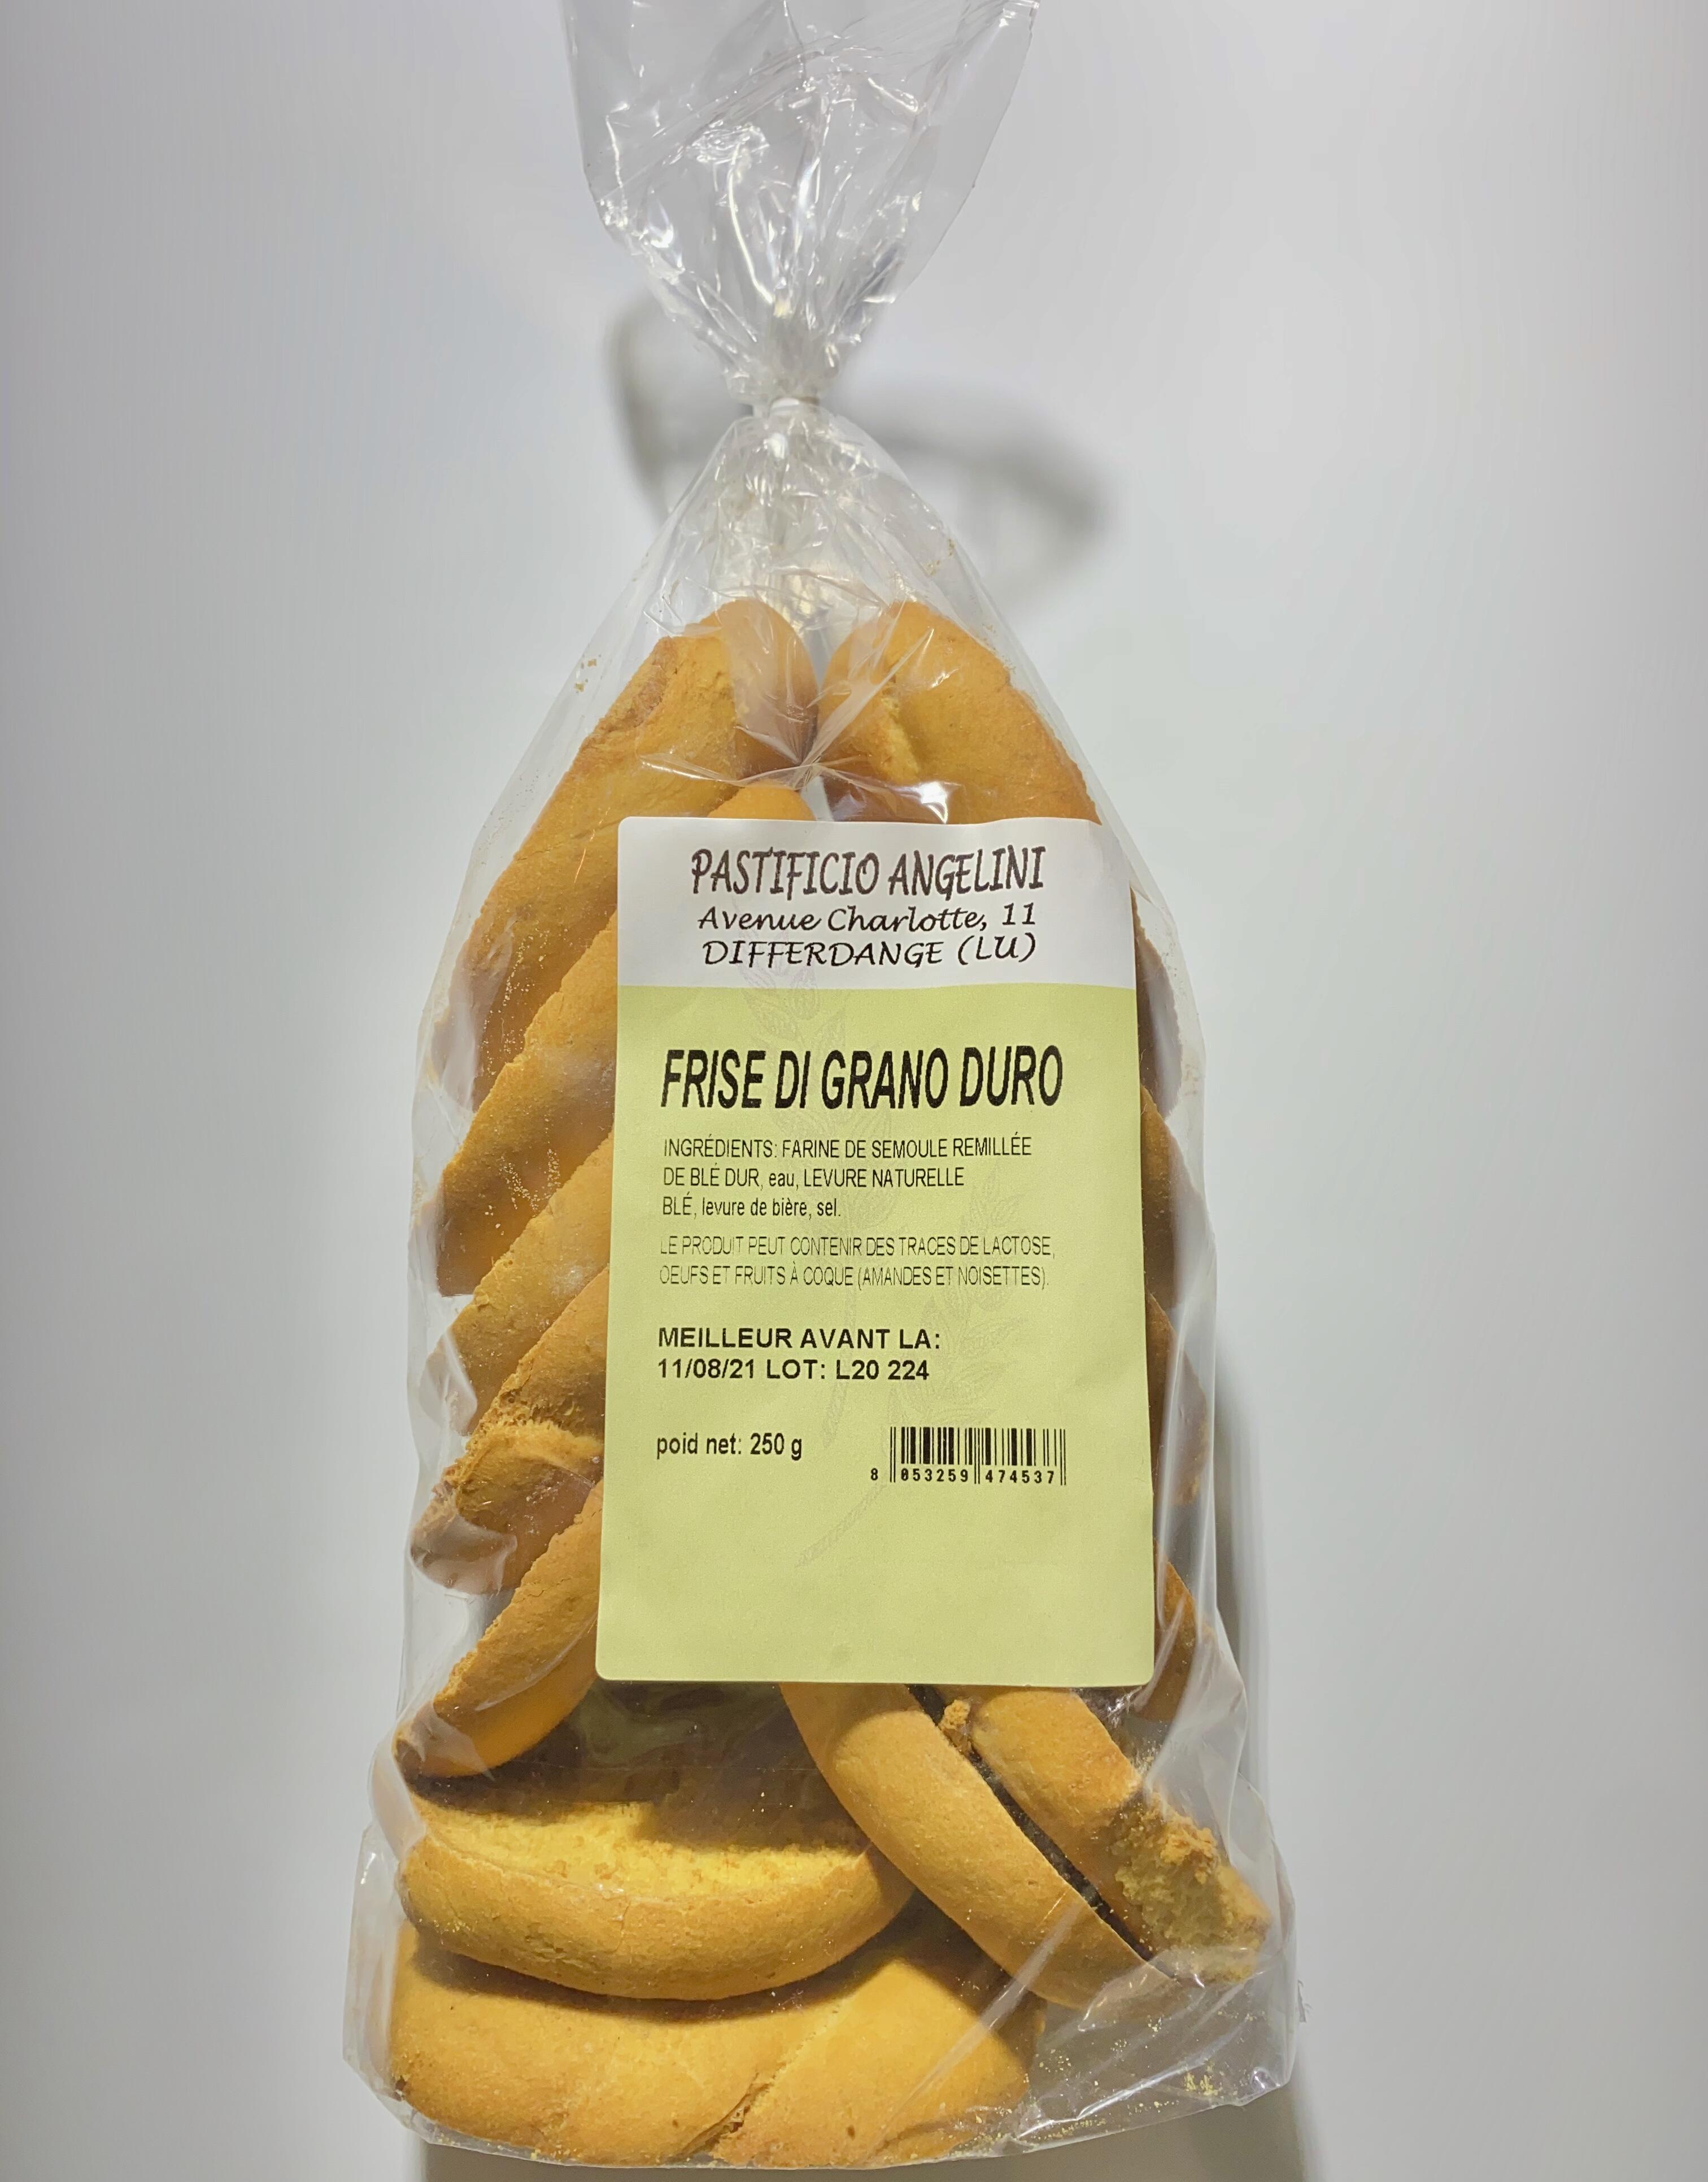 PASTIFICIO ANGELINI
Avenue Charlotte, 11
DIFFERDANGE (LU)
FRISE DI GRANO DURO
INGRÉDIENTS: FARINE DE SEMOULE REMILLÉE
DE BLÉ DUR, eau, LEVURE NATURELLE
BLÉ, levure de bière, sel.
LE PRODUIT PEUT CONTENIR DES TRACES DE LACTOSE,
OEUFS ET FRUITS À COQUE (AMANDES ET NOISETTES).
MEILLEUR AVANT LA:
11/08/21 LOT: L20 224
poid net: 250 g
8 053259 474537